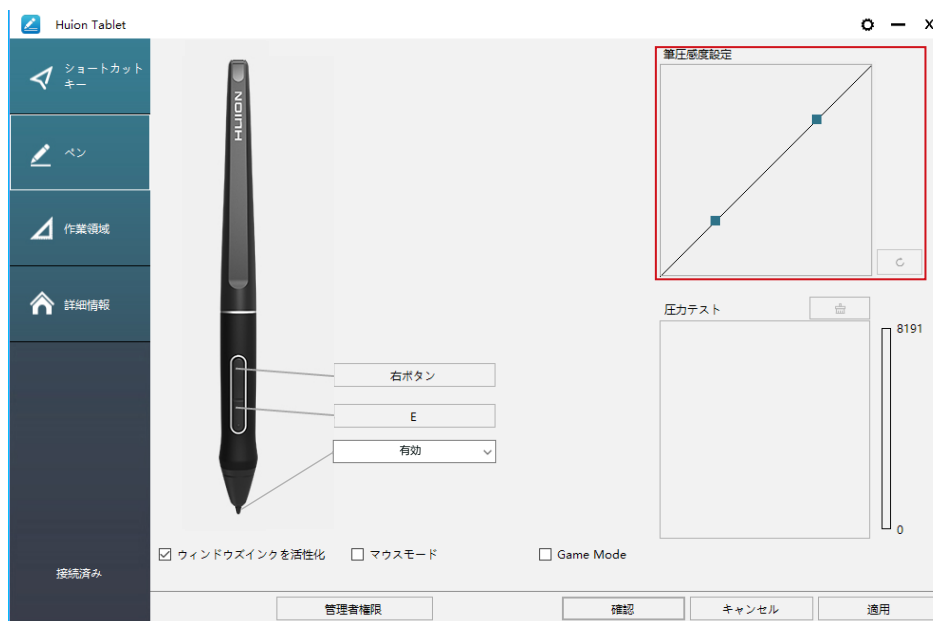 Huion Tablet
ショートカット
キー
ペン
作業領域
詳細情報
接続済み
HUION
右ボタン
E
有効
筆圧感度設定
圧力テスト
8191
0
ウィンドウズインクを活性化
マウスモード
Game Mode
管理者権限
確認
キャンセル
適用